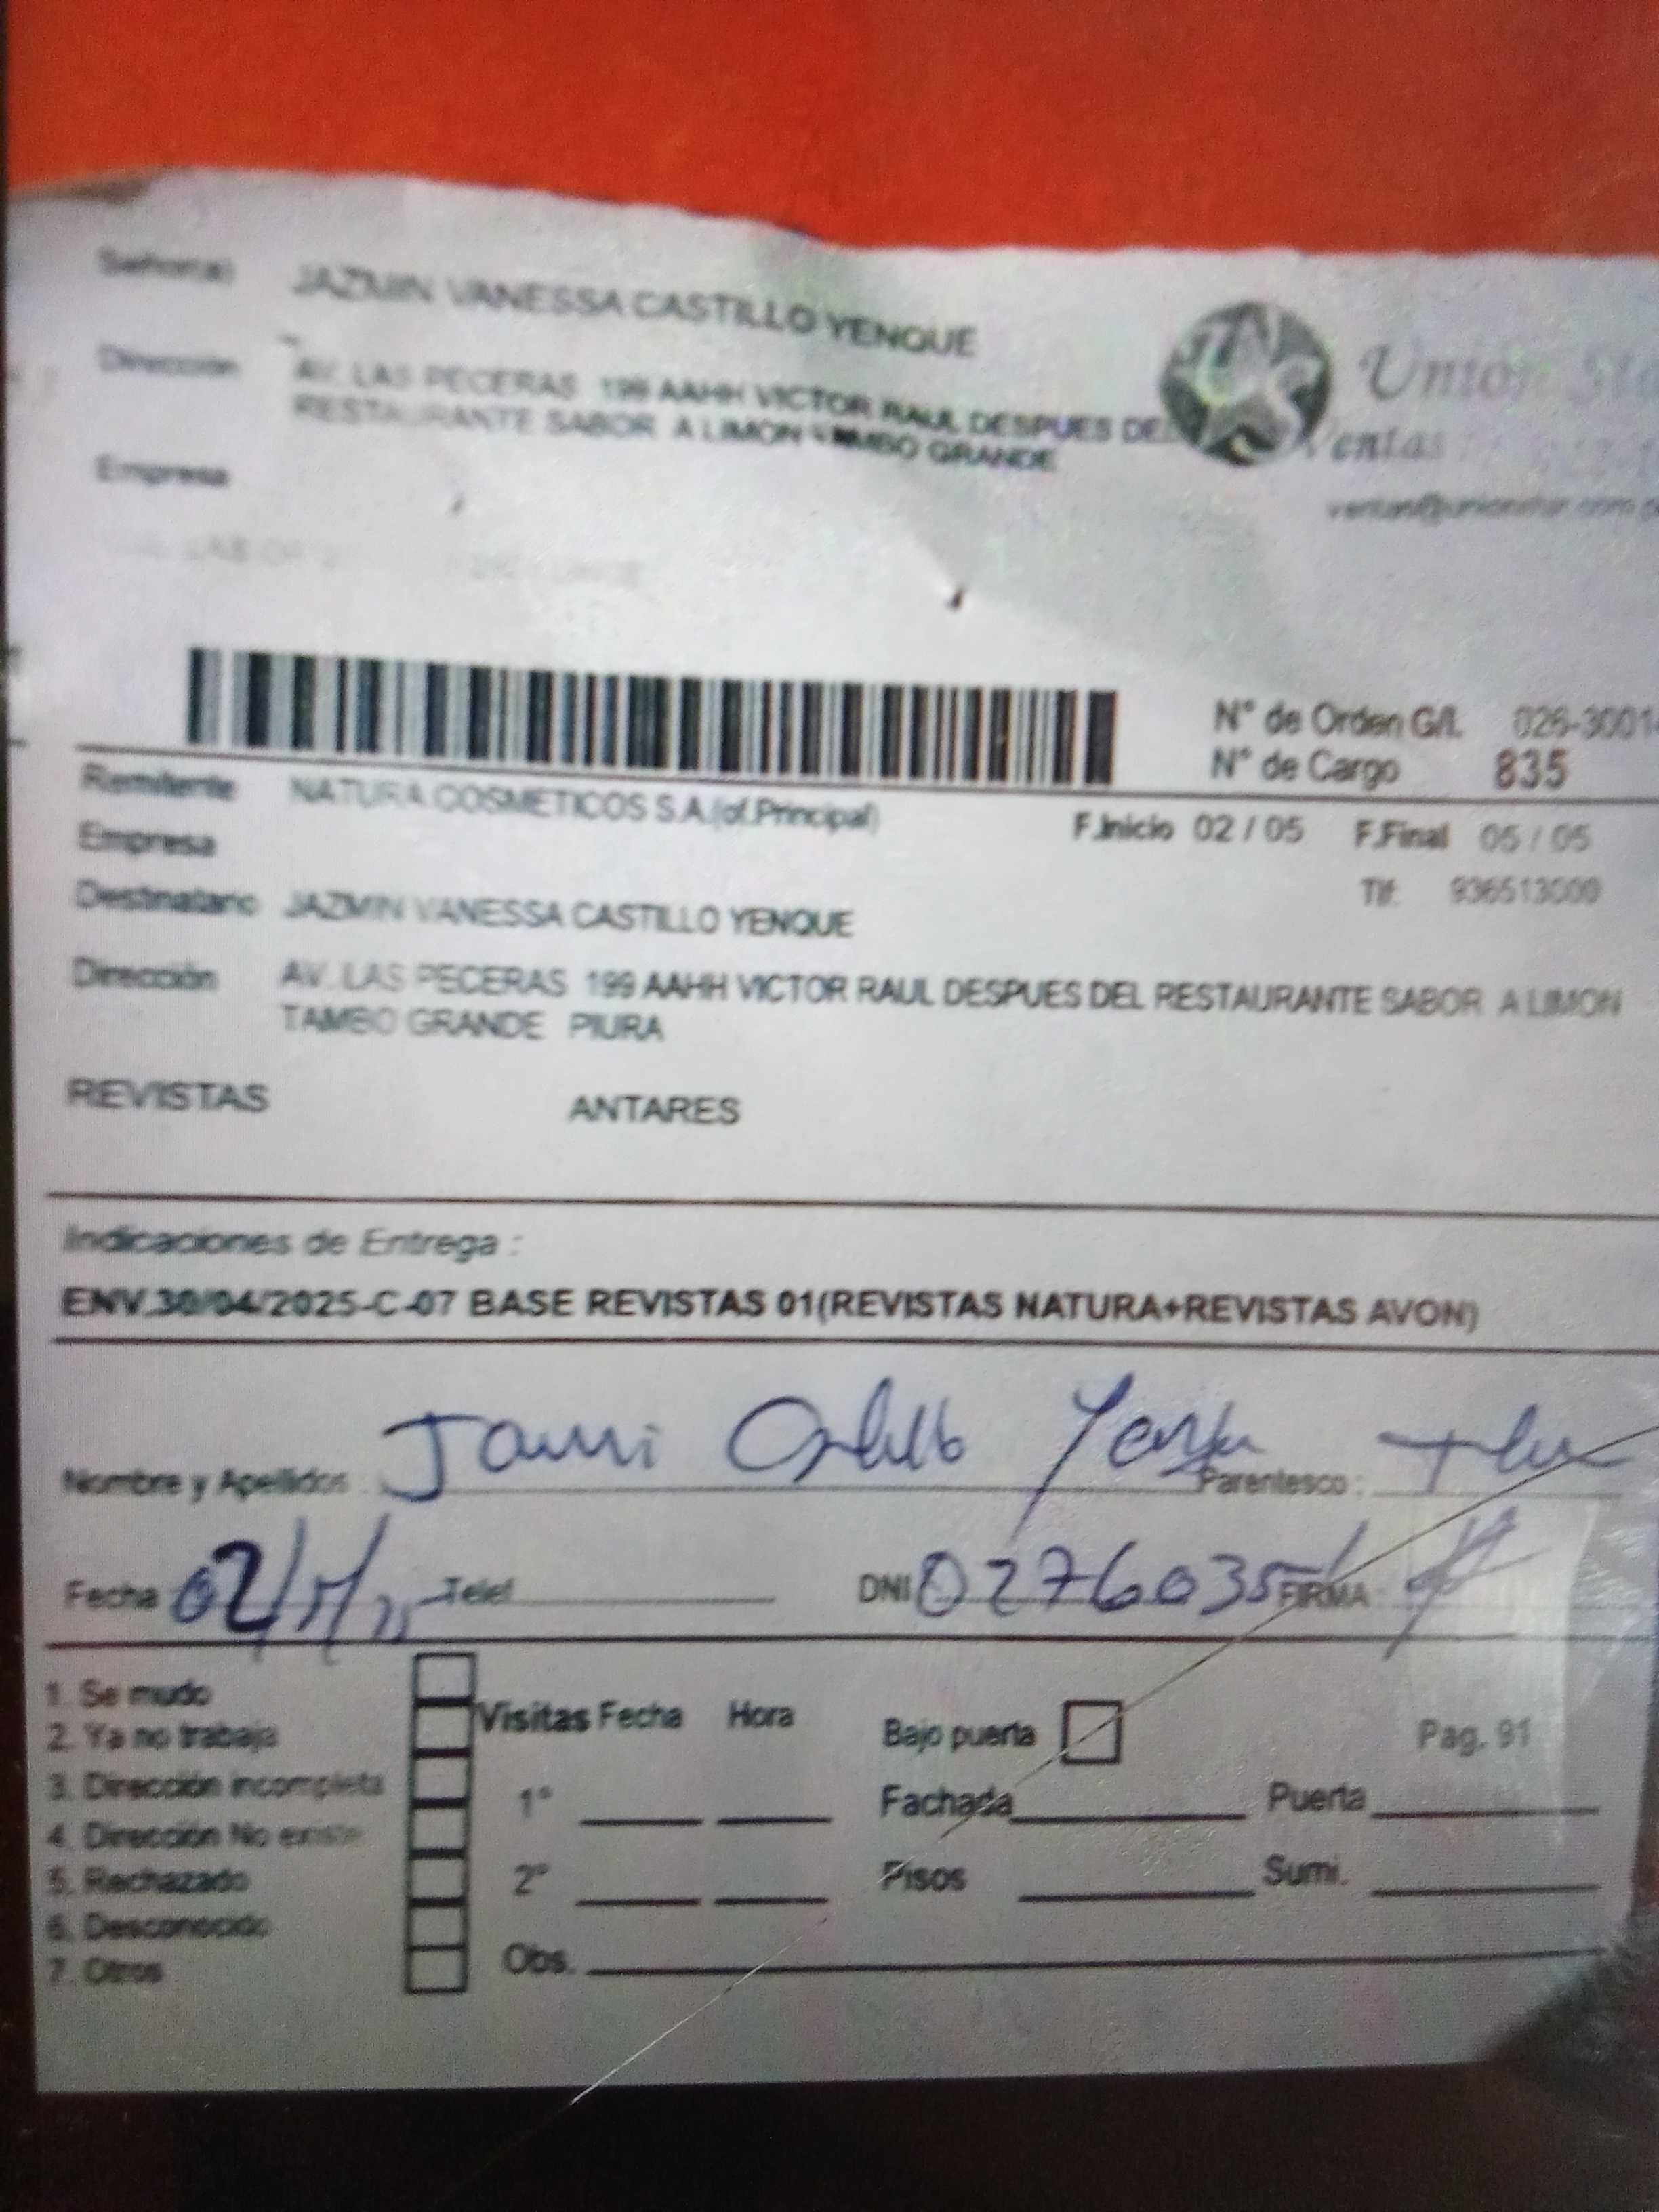 Señor(a) JAZMIN VANESSA CASTILLO YENQUE
Dirección AV. LAS PECERAS 199 AAHH VICTOR RAUL DESPUES DEL
RESTAURANTE SABOR A LIMON GRANDE
Union
Ventas
Empresa
N° de Orden G/L 026-3001
N° de Cargo 835
Remitente NATURA COSMETICOS S.A.(of.Principal)
F.Inicio 02 / 05 F.Final 05 / 05
Empresa
Tlf: 936513000
Destinatario JAZMIN VANESSA CASTILLO YENQUE
Dirección AV. LAS PECERAS 199 AAHH VICTOR RAUL DESPUES DEL RESTAURANTE SABOR A LIMON
TAMBO GRANDE PIURA
REVISTAS ANTARES
Indicaciones de Entrega :
ENV.30/04/2025-C-07 BASE REVISTAS 01(REVISTAS NATURA+REVISTAS AVON)
Nombre y Apellidos : Parentesco :
Fecha Telef DNI 0276035 FIRMA :
1. Se mudo
2. Ya no trabaja
3. Dirección incompleta
4. Dirección No existe
5. Rechazado
6. Desconocido
7. Otros
Visitas Fecha Hora
1°
2°
Obs.
Bajo puerta Pag. 91
Fachada Puerta
Pisos Sumi.